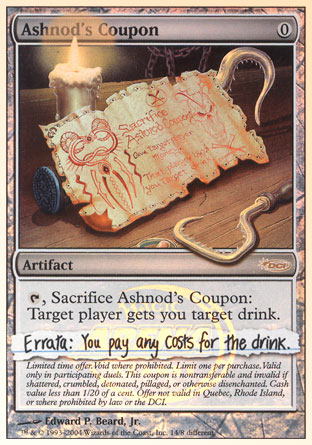 Ashnod's Coupon 0
Sacrifice
Ashnod's Coupon
Artifact
DCI
, Sacrifice Ashnod's Coupon:
Target player gets you target drink.
Errata: You pay any costs for the drink.
Limited time offer. Void where prohibited. Limit one per purchase. Valid
only in participating duels. This coupon is nontransferable and invalid if
shattered, crumbled, detonated, pillaged, or otherwise disenchanted. Cash
value less than 1/20 of a cent. Offer not valid in Quebec, Rhode Island,
or where prohibited by law or the DCI.
Edward P. Beard, Jr.
™ & © 1993-2004 Wizards of the Coast, Inc. 14/8 different.